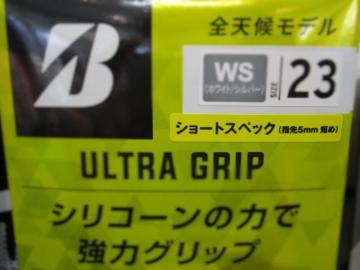 全天候モデル
WS
(ホワイト/シルバー)
SIZE
23
ショートスペック(指先5mm 短め)
ULTRA GRIP
シリコーンの力で
強力グリップ